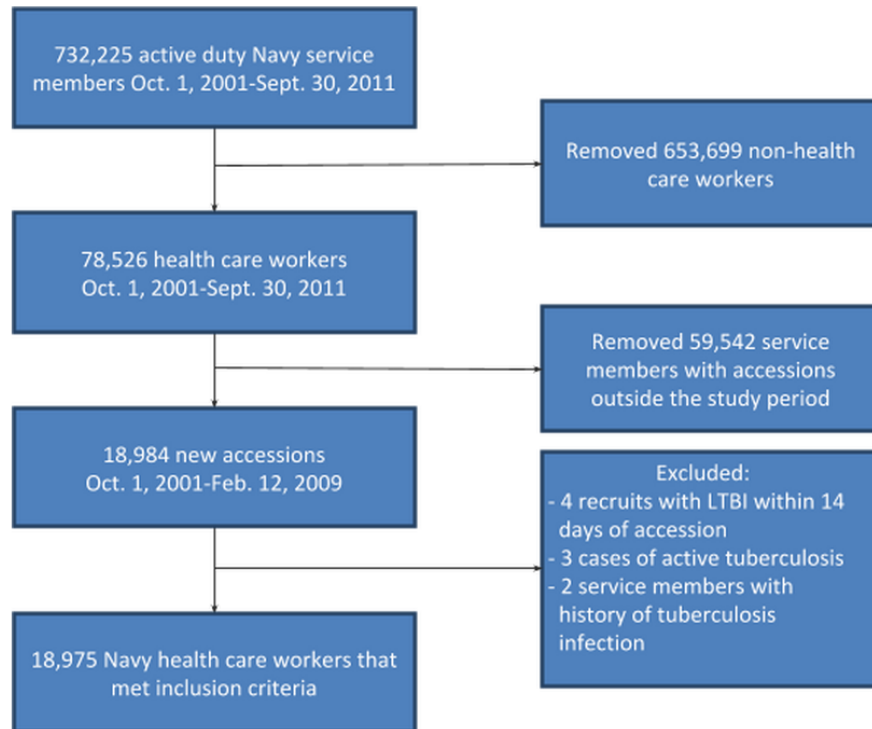 732,225 active duty Navy service
members Oct. 1, 2001-Sept. 30, 2011
Removed 653,699 non-health
care workers
78,526 health care workers
Oct. 1, 2001-Sept. 30, 2011
Removed 59,542 service
members with accessions
outside the study period
18,984 new accessions
Oct. 1, 2001-Feb. 12, 2009
Excluded:
- 4 recruits with LTBI within 14
days of accession
- 3 cases of active tuberculosis
- 2 service members with
history of tuberculosis
infection
18,975 Navy health care workers that
met inclusion criteria